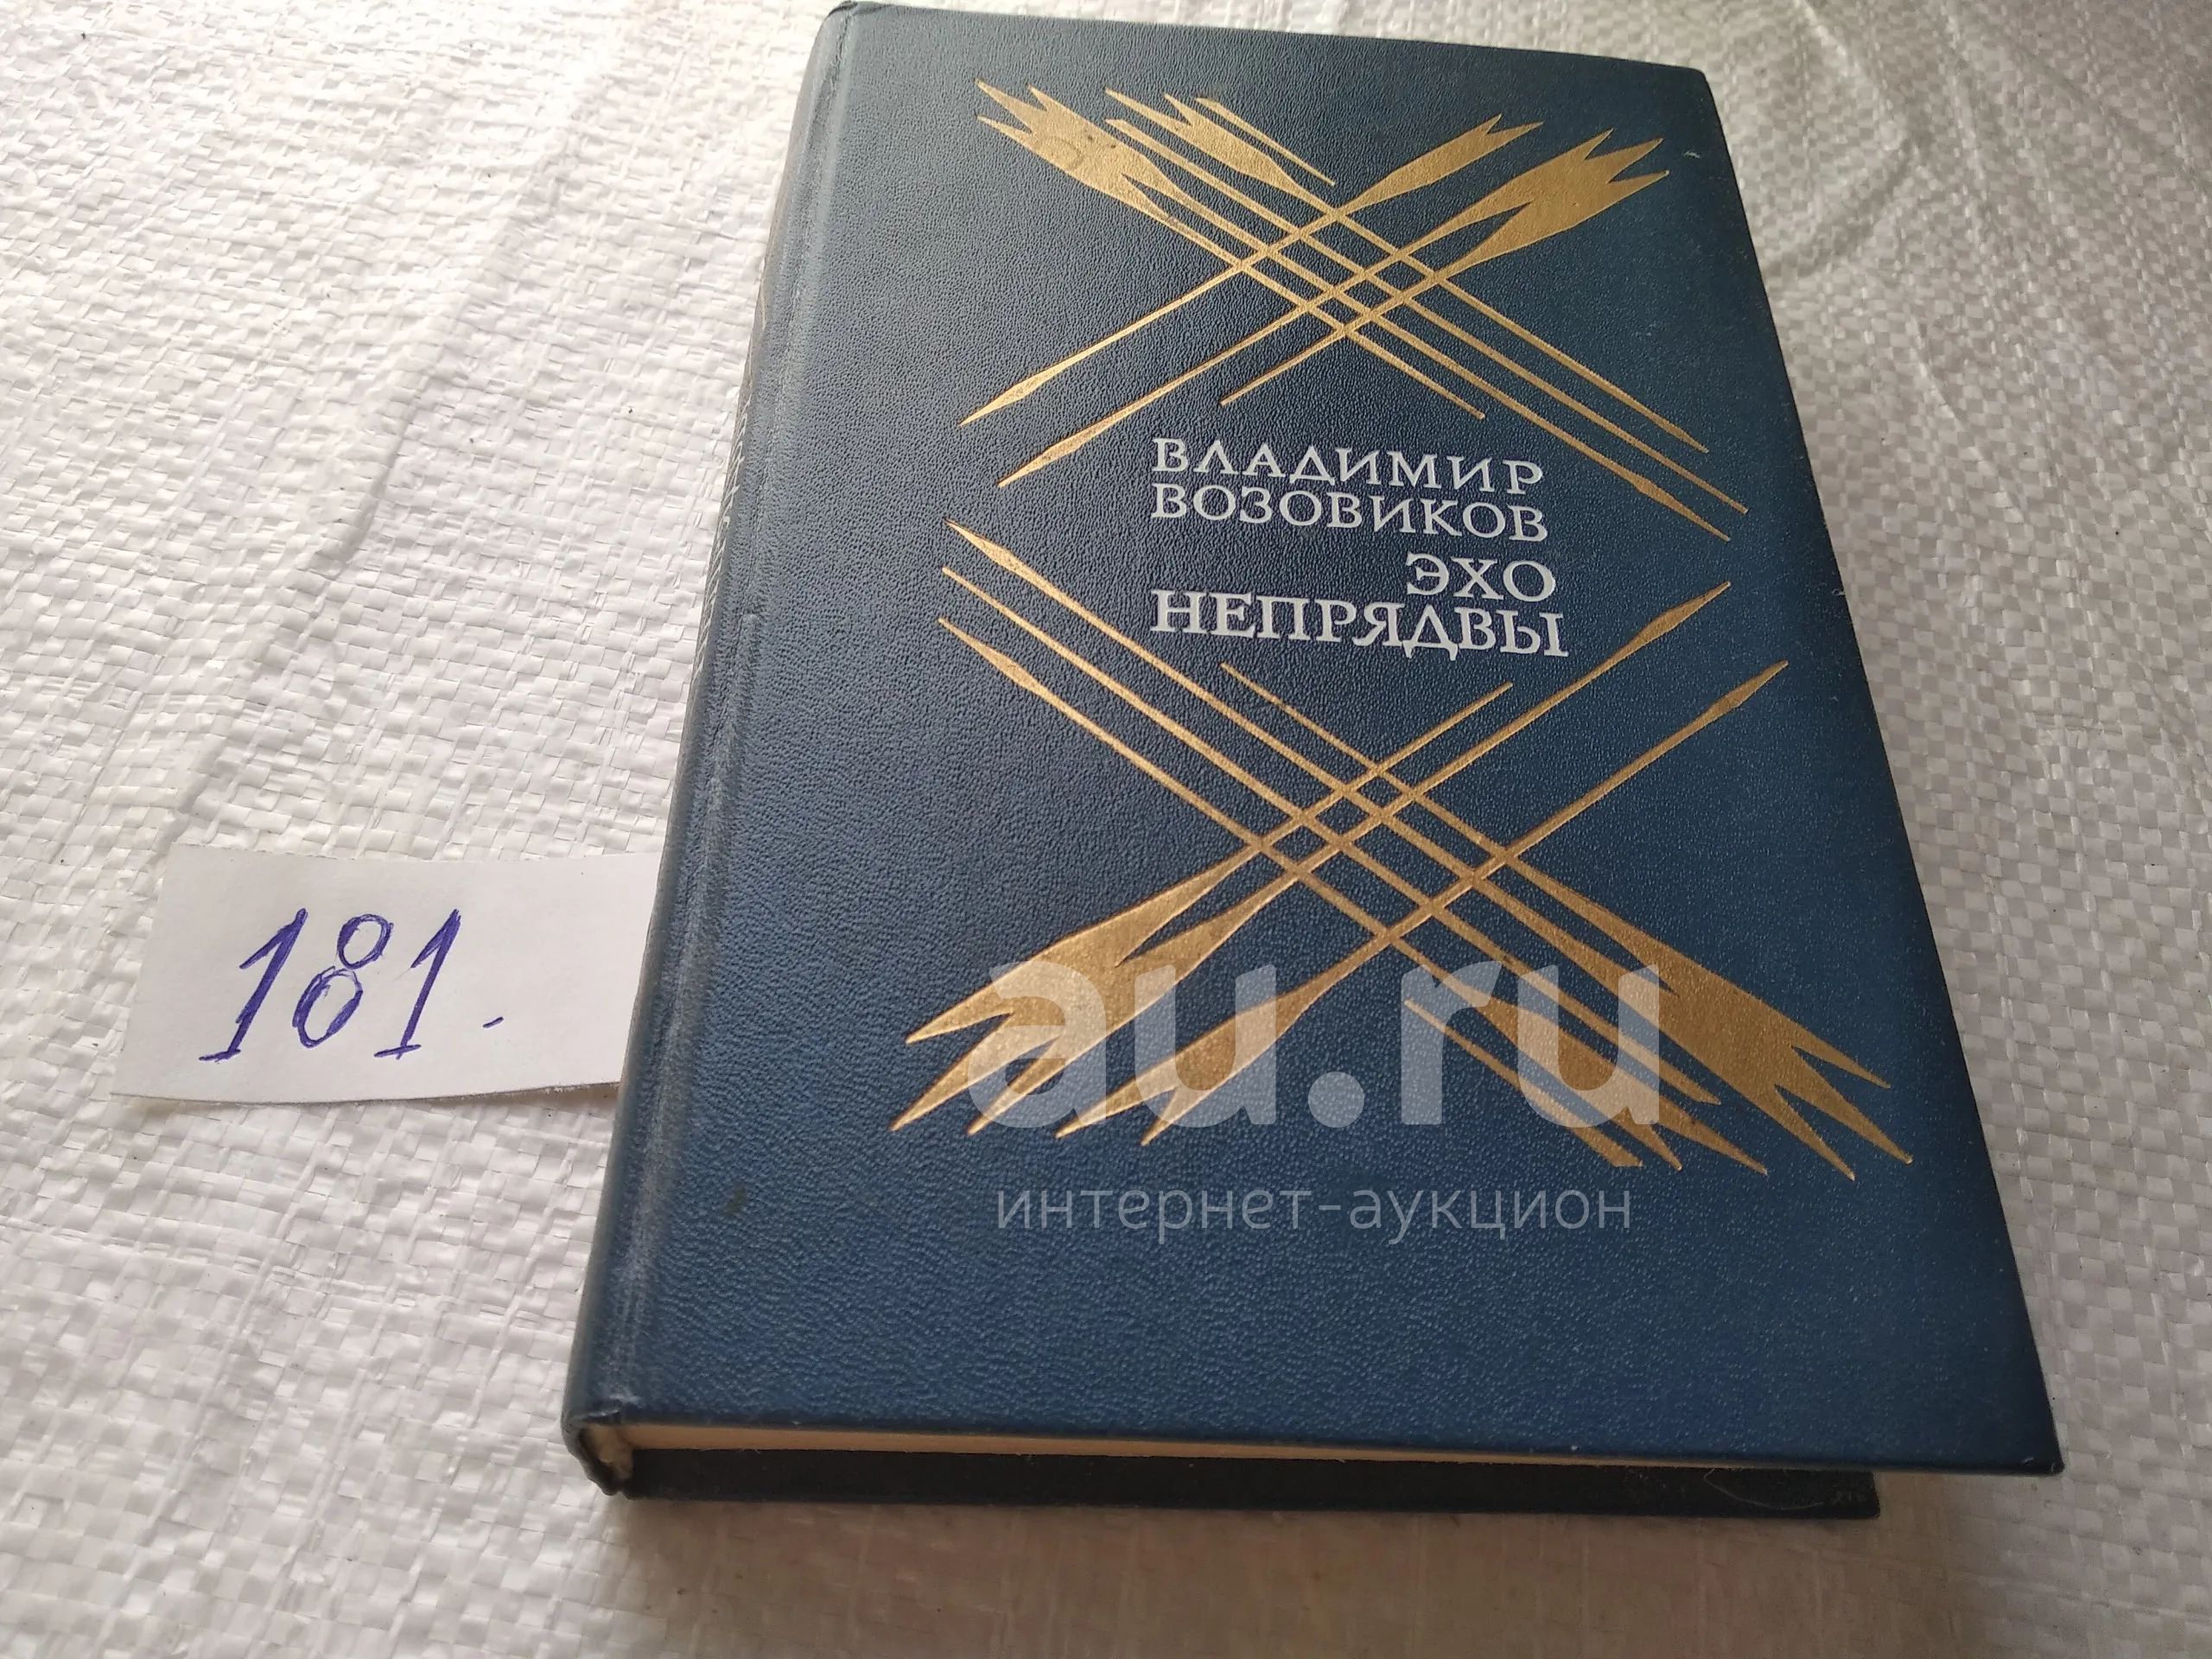 ВЛАДИМИР
ВОЗОВИКОВ
ЭХО
НЕПРЯДВЫ
181.
au.ru
интернет-аукцион